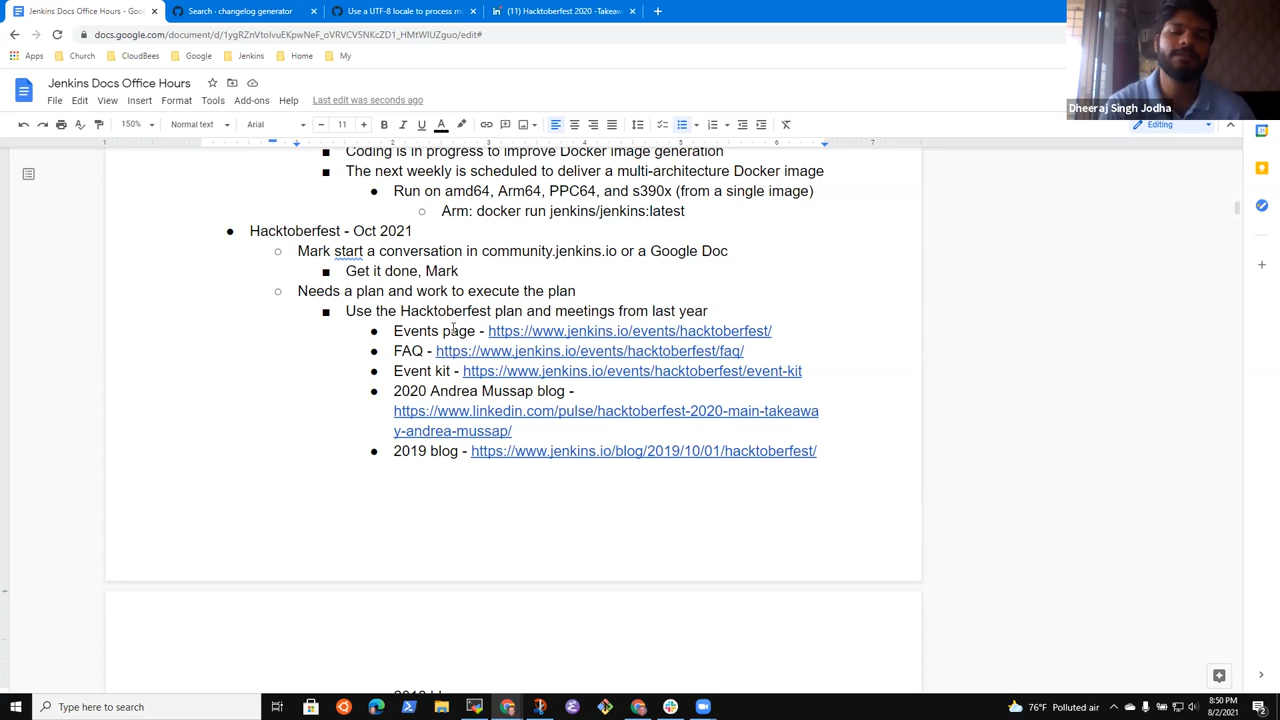 Jenkins Docs Office Hours - Goo
Search · changelog generator
Use a UTF-8 locale to process m
(11) Hacktoberfest 2020 -Takeaw
docs.google.com/document/d/1ygRZnVtoIvuEKpwNeF_oVRVCV5NKcZD1_HMtWlUZguo/edit#
Apps Church CloudBees Google Jenkins Home My
Jenkins Docs Office Hours
File Edit View Insert Format Tools Add-ons Help Last edit was seconds ago
150% Normal text Arial 11 Editing
Dheeraj Singh Jodha
1 2 3 4 5 6 7
Coding is in progress to improve Docker image generation
The next weekly is scheduled to deliver a multi-architecture Docker image
Run on amd64, Arm64, PPC64, and s390x (from a single image)
Arm: docker run jenkins/jenkins:latest
Hacktoberfest - Oct 2021
Mark start a conversation in community.jenkins.io or a Google Doc
Get it done, Mark
Needs a plan and work to execute the plan
Use the Hacktoberfest plan and meetings from last year
Events page - https://www.jenkins.io/events/hacktoberfest/
FAQ - https://www.jenkins.io/events/hacktoberfest/faq/
Event kit - https://www.jenkins.io/events/hacktoberfest/event-kit
2020 Andrea Mussap blog -
https://www.linkedin.com/pulse/hacktoberfest-2020-main-takeawa
y-andrea-mussap/
2019 blog - https://www.jenkins.io/blog/2019/10/01/hacktoberfest/
Type here to search
76°F Polluted air
8:50 PM
8/2/2021